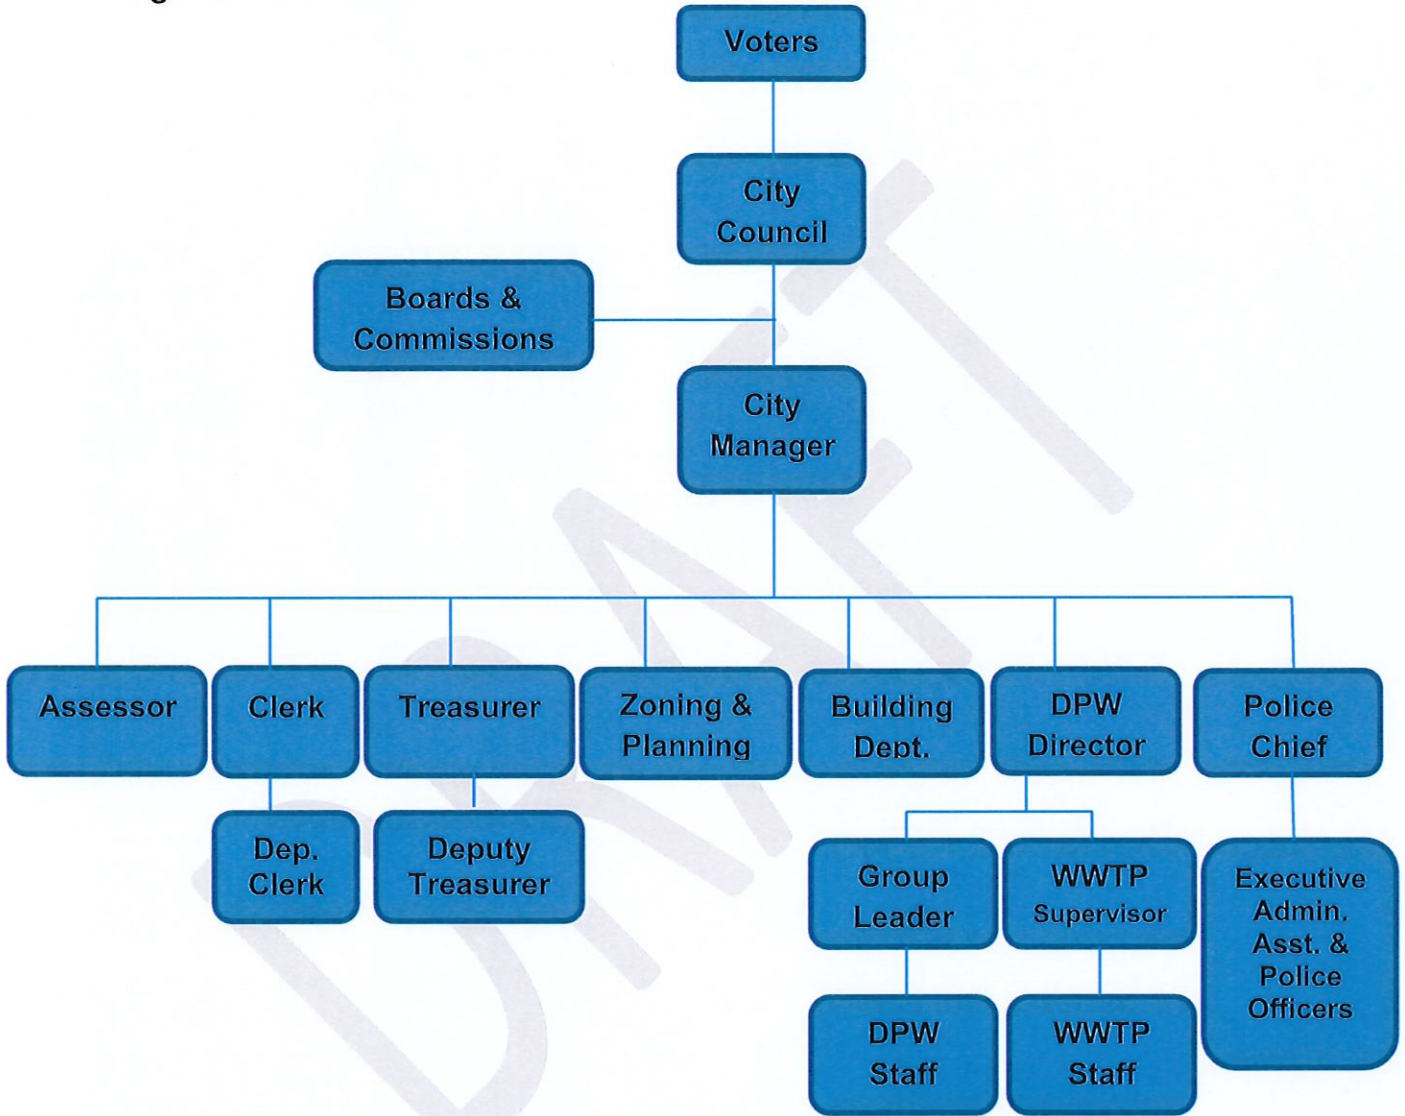 Voters
City
Council
Boards &
Commissions
City
Manager
Assessor
Clerk
Treasurer
Zoning &
Planning
Building
Dept.
DPW
Director
Police
Chief
Dep.
Clerk
Deputy
Treasurer
Group
Leader
WWTP
Supervisor
Executive
Admin.
Asst. &
Police
Officers
DPW
Staff
WWTP
Staff
DRAFT